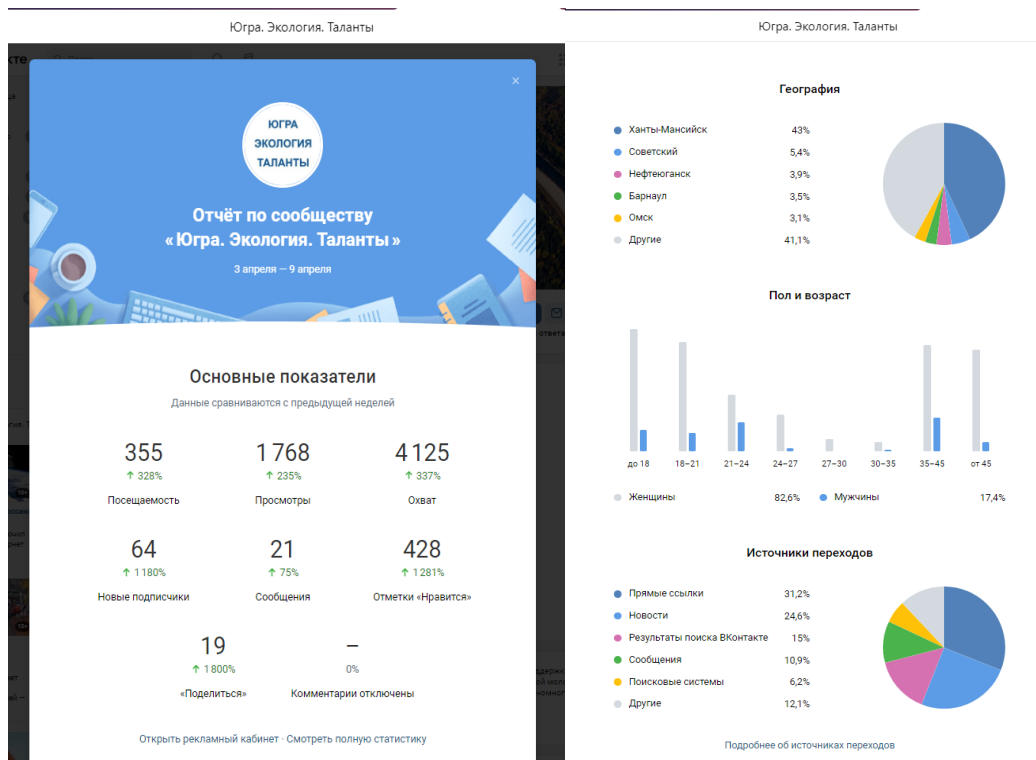 Югра. Экология. Таланты
ЮГРА
ЭКОЛОГИЯ
ТАЛАНТЫ
Отчёт по сообществу
«Югра. Экология. Таланты»
3 апреля — 9 апреля
Основные показатели
Данные сравниваются с предыдущей неделей
355 1 768 4 125
↑ 328% ↑ 235% ↑ 337%
Посещаемость Просмотры Охват
64 21 428
↑ 1 180% ↑ 75% ↑ 1 281%
Новые подписчики Сообщения Отметки «Нравится»
19 –
↑ 1 800% 0%
«Поделиться» Комментарии отключены
Открыть рекламный кабинет · Смотреть полную статистику
Югра. Экология. Таланты
География
Ханты-Мансийск 43%
Советский 5,4%
Нефтеюганск 3,9%
Барнаул 3,5%
Омск 3,1%
Другие 41,1%
Пол и возраст
до 18 18–21 21–24 24–27 27–30 30–35 35–45 от 45
Женщины 82,6% Мужчины 17,4%
Источники переходов
Прямые ссылки 31,2%
Новости 24,6%
Результаты поиска ВКонтакте 15%
Сообщения 10,9%
Поисковые системы 6,2%
Другие 12,1%
Подробнее об источниках переходов